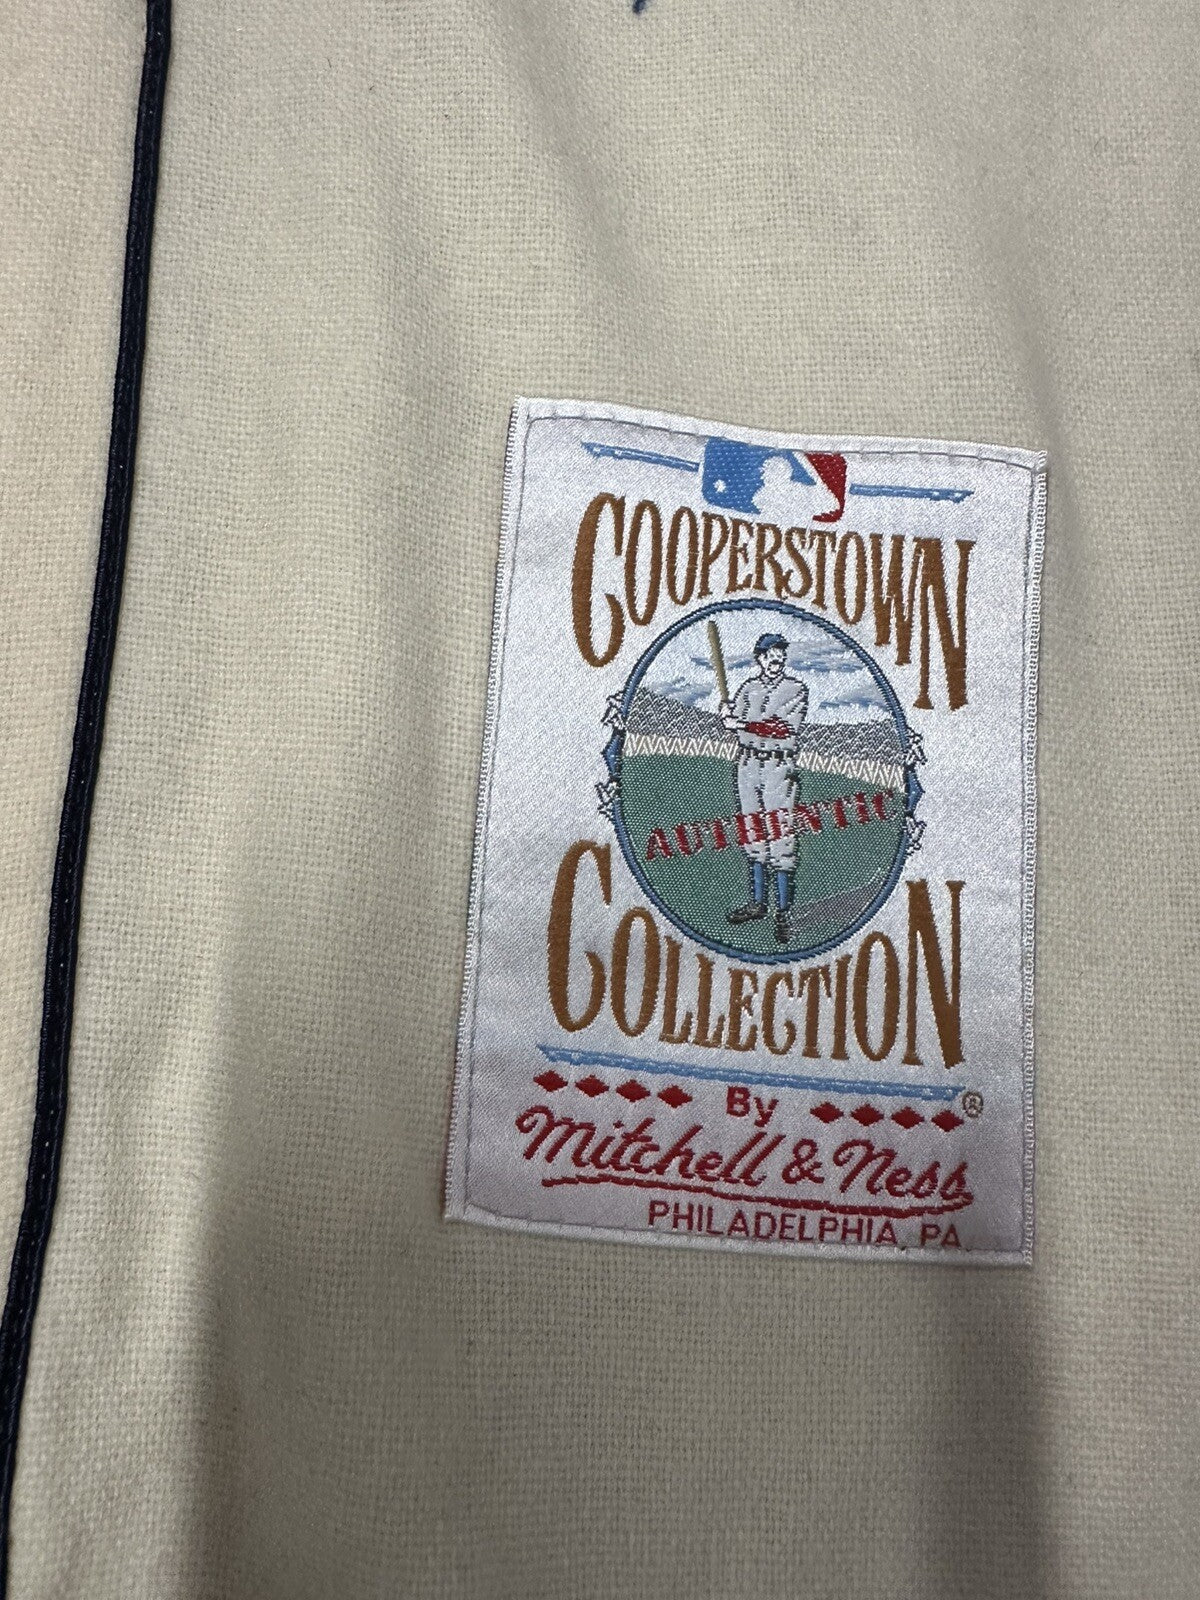 COOPERSTOWN
AUTHENTIC
COLLECTION
By ®
Mitchell & Ness
PHILADELPHIA, PA